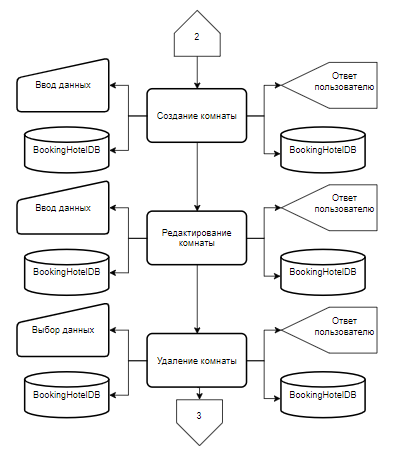 2
Ввод данных
Ответ
пользователю
Создание комнаты
BookingHotelDB
BookingHotelDB
Ввод данных
Ответ
пользователю
Редактирование
комнаты
BookingHotelDB
BookingHotelDB
Выбор данных
Ответ
пользователю
Удаление комнаты
BookingHotelDB
BookingHotelDB
3